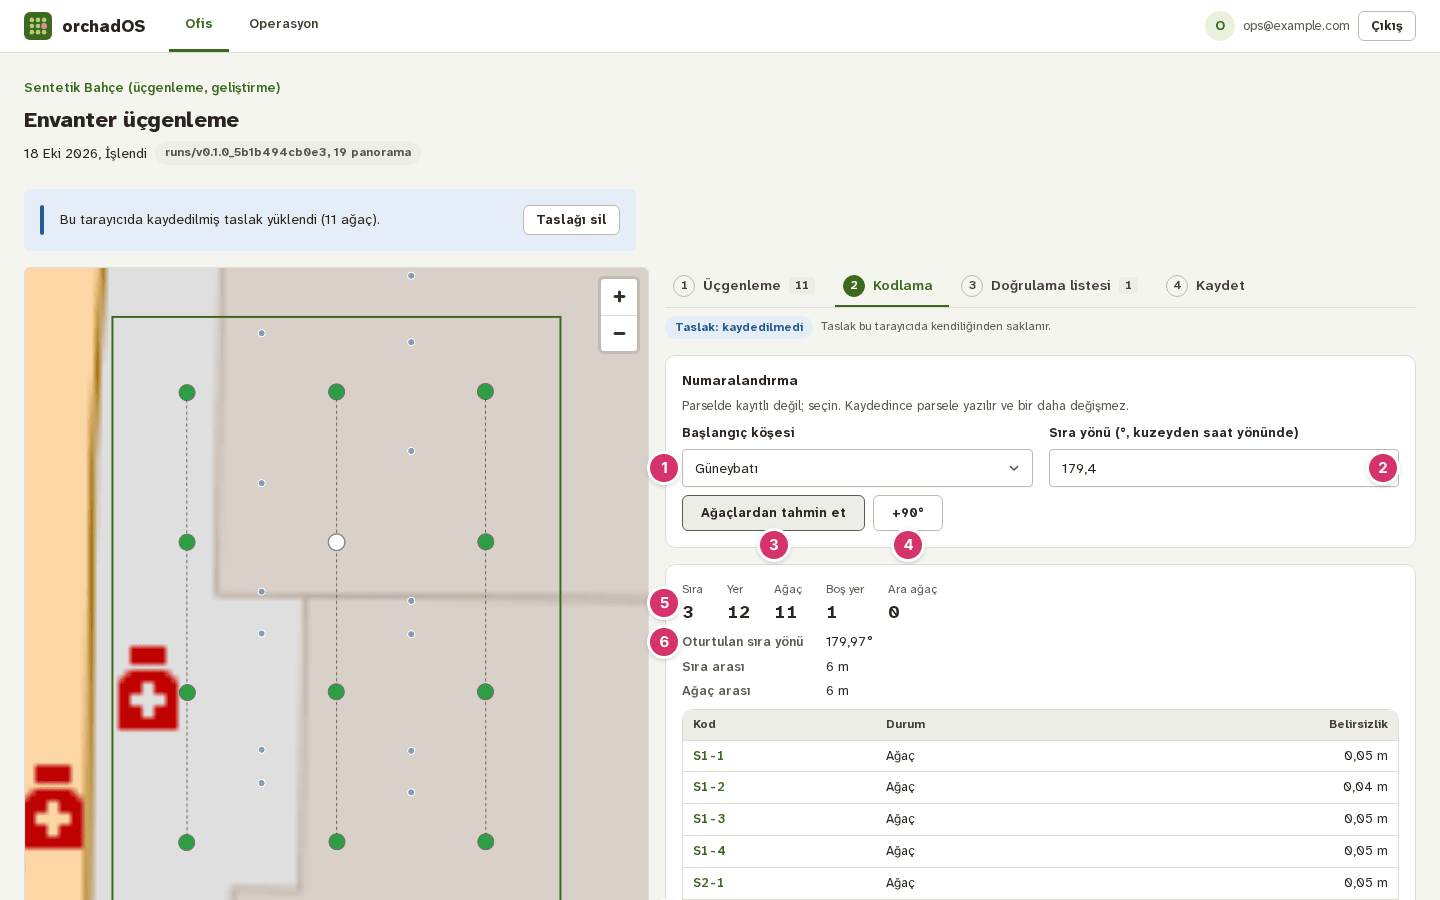 orchadOS
Ofis
Operasyon
O
ops@example.com
Çıkış
Sentetik Bahçe (üçgenleme, geliştirme)
Envanter üçgenleme
18 Eki 2026, İşlendi
runs/v0.1.0_5b1b494cb0e3, 19 panorama
Bu tarayıcıda kaydedilmiş taslak yüklendi (11 ağaç).
Taslağı sil
+
−
1 Üçgenleme 11
2 Kodlama
3 Doğrulama listesi 1
4 Kaydet
Taslak: kaydedilmedi
Taslak bu tarayıcıda kendiliğinden saklanır.
Numaralandırma
Parselde kayıtlı değil; seçin. Kaydedince parsele yazılır ve bir daha değişmez.
Başlangıç köşesi
Sıra yönü (°, kuzeyden saat yönünde)
1
Güneybatı
179,4
2
Ağaçlardan tahmin et
+90°
3
4
Sıra
Yer
Ağaç
Boş yer
Ara ağaç
5
3
12
11
1
0
6
Oturtulan sıra yönü 179,97°
Sıra arası 6 m
Ağaç arası 6 m
Kod Durum Belirsizlik
S1-1 Ağaç 0,05 m
S1-2 Ağaç 0,04 m
S1-3 Ağaç 0,05 m
S1-4 Ağaç 0,05 m
S2-1 Ağaç 0,05 m